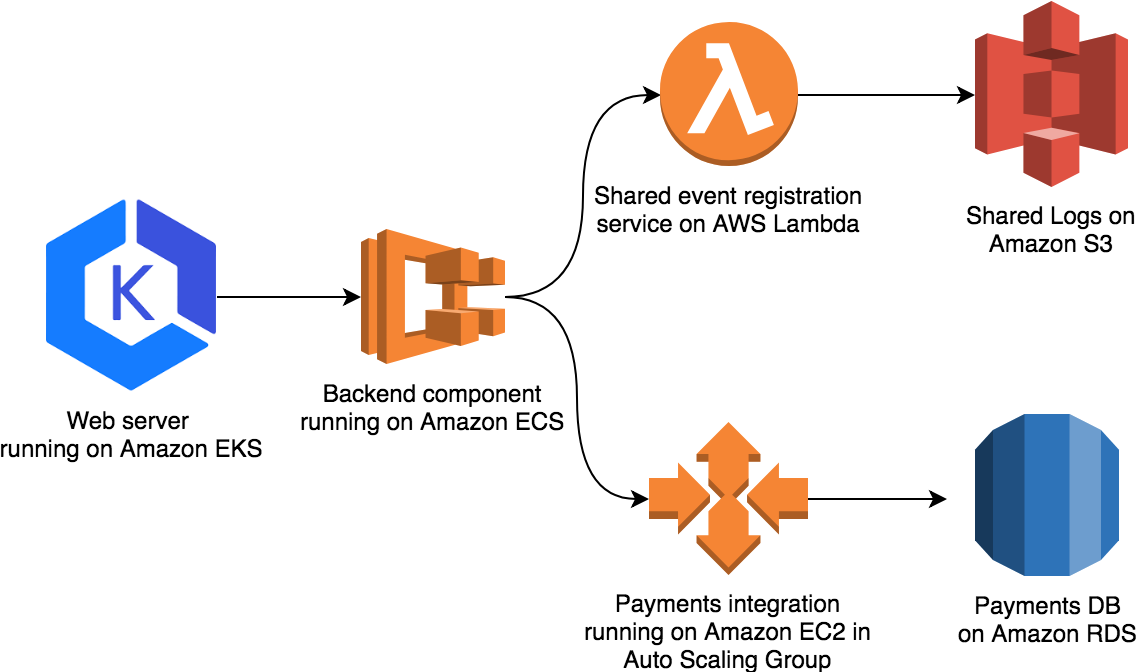 K
Web server
running on Amazon EKS
Backend component
running on Amazon ECS
λ
Shared event registration
service on AWS Lambda
Shared Logs on
Amazon S3
Payments integration
running on Amazon EC2 in
Auto Scaling Group
Payments DB
on Amazon RDS